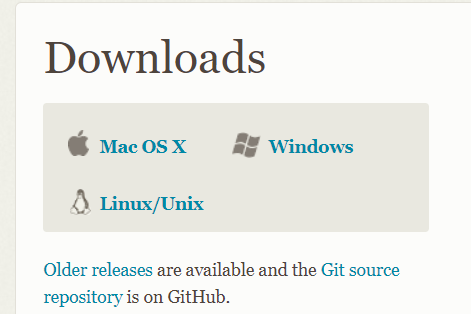 Downloads
Mac OS X Windows
Linux/Unix
Older releases are available and the Git source
repository is on GitHub.